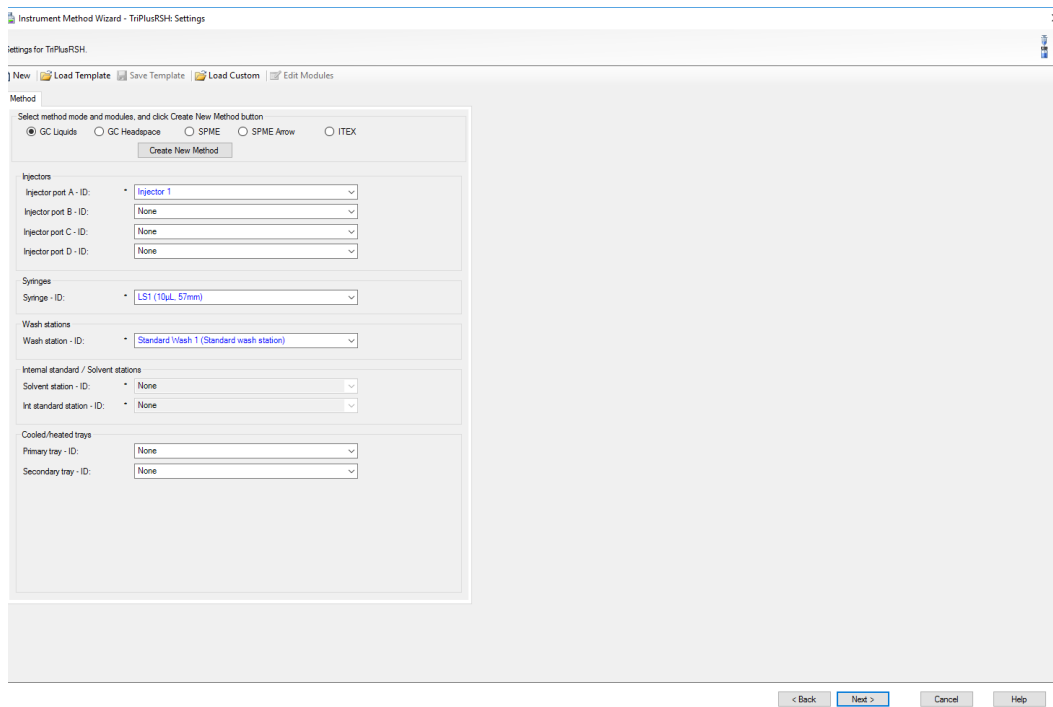 Instrument Method Wizard - TriPlusRSH: Settings
Settings for TriPlusRSH.
New Load Template Save Template Load Custom Edit Modules
Method
Select method mode and modules, and click Create New Method button
GC Liquids GC Headspace SPME SPME Arrow ITEX
Create New Method
Injectors
Injector port A - ID: * Injector 1
Injector port B - ID: None
Injector port C - ID: None
Injector port D - ID: None
Syringes
Syringe - ID: * LS1 (10µL, 57mm)
Wash stations
Wash station - ID: * Standard Wash 1 (Standard wash station)
Internal standard / Solvent stations
Solvent station - ID: * None
Int standard station - ID: * None
Cooled/heated trays
Primary tray - ID: None
Secondary tray - ID: None
< Back Next > Cancel Help